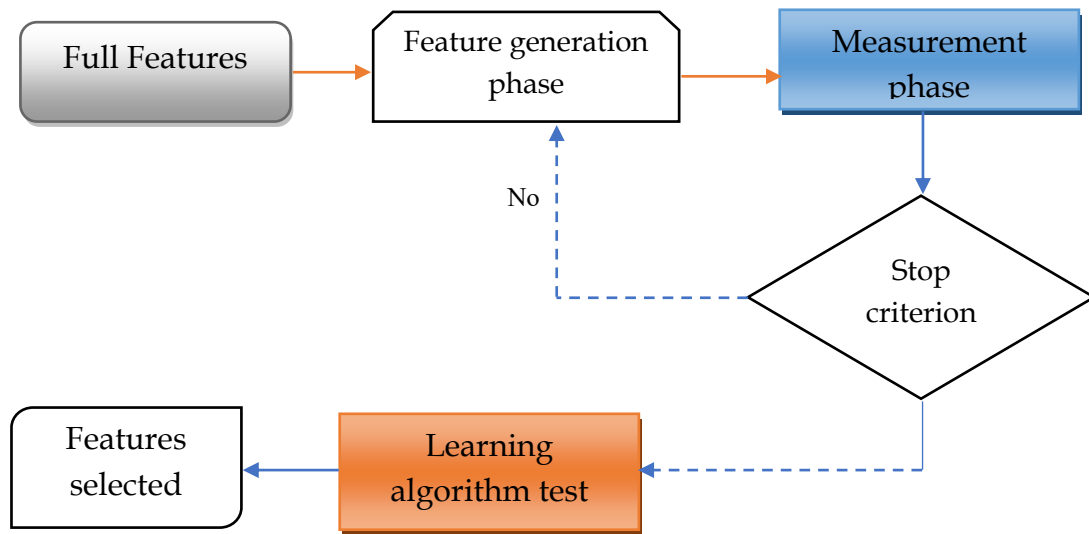 Full Features
Feature generation
phase
Measurement
phase
No
Stop
criterion
Features
selected
Learning
algorithm test